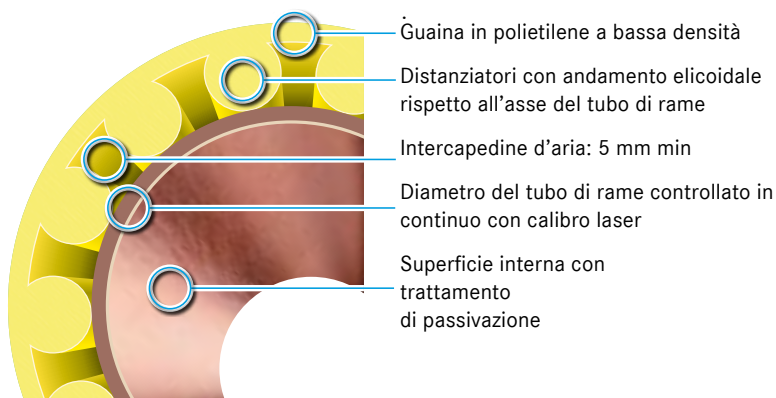 Guaina in polietilene a bassa densità
Distanziatori con andamento elicoidale
rispetto all'asse del tubo di rame
Intercapedine d'aria: 5 mm min
Diametro del tubo di rame controllato in
continuo con calibro laser
Superficie interna con
trattamento
di passivazione